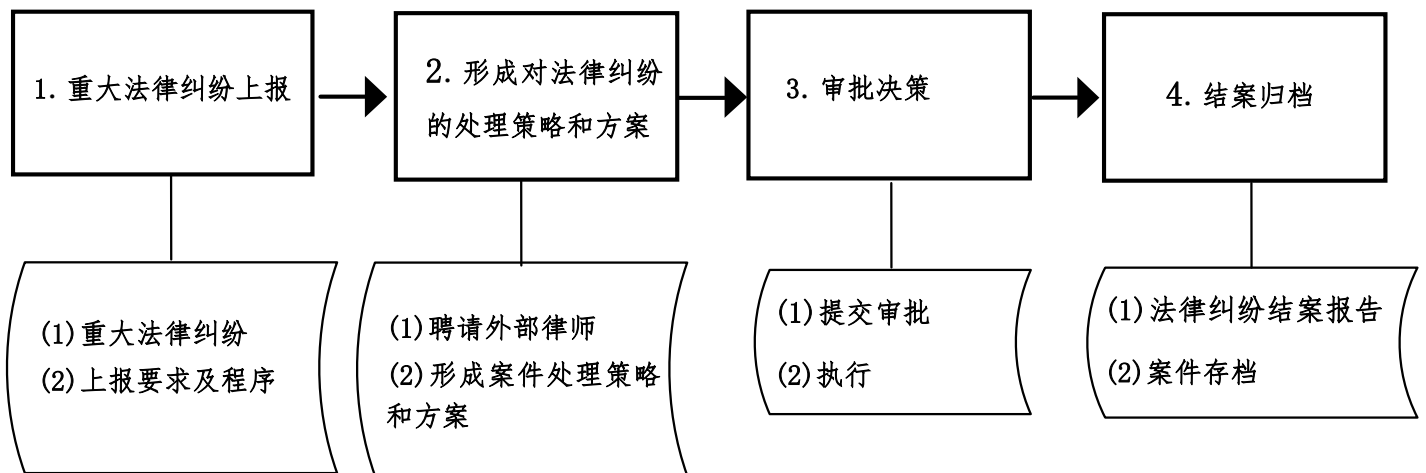 1. 重大法律纠纷上报
2. 形成对法律纠纷
的处理策略和方案
3. 审批决策
4. 结案归档
(1)重大法律纠纷
(2)上报要求及程序
(1)聘请外部律师
(2)形成案件处理策略
和方案
(1)提交审批
(2)执行
(1)法律纠纷结案报告
(2)案件存档